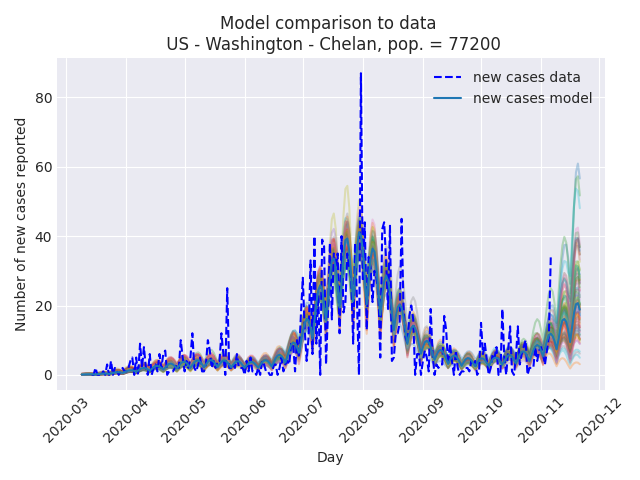 Model comparison to data
US - Washington - Chelan, pop. = 77200
new cases data
new cases model
Number of new cases reported
80
60
40
20
0
2020-03
2020-04
2020-05
2020-06
2020-07
2020-08
2020-09
2020-10
2020-11
2020-12
Day